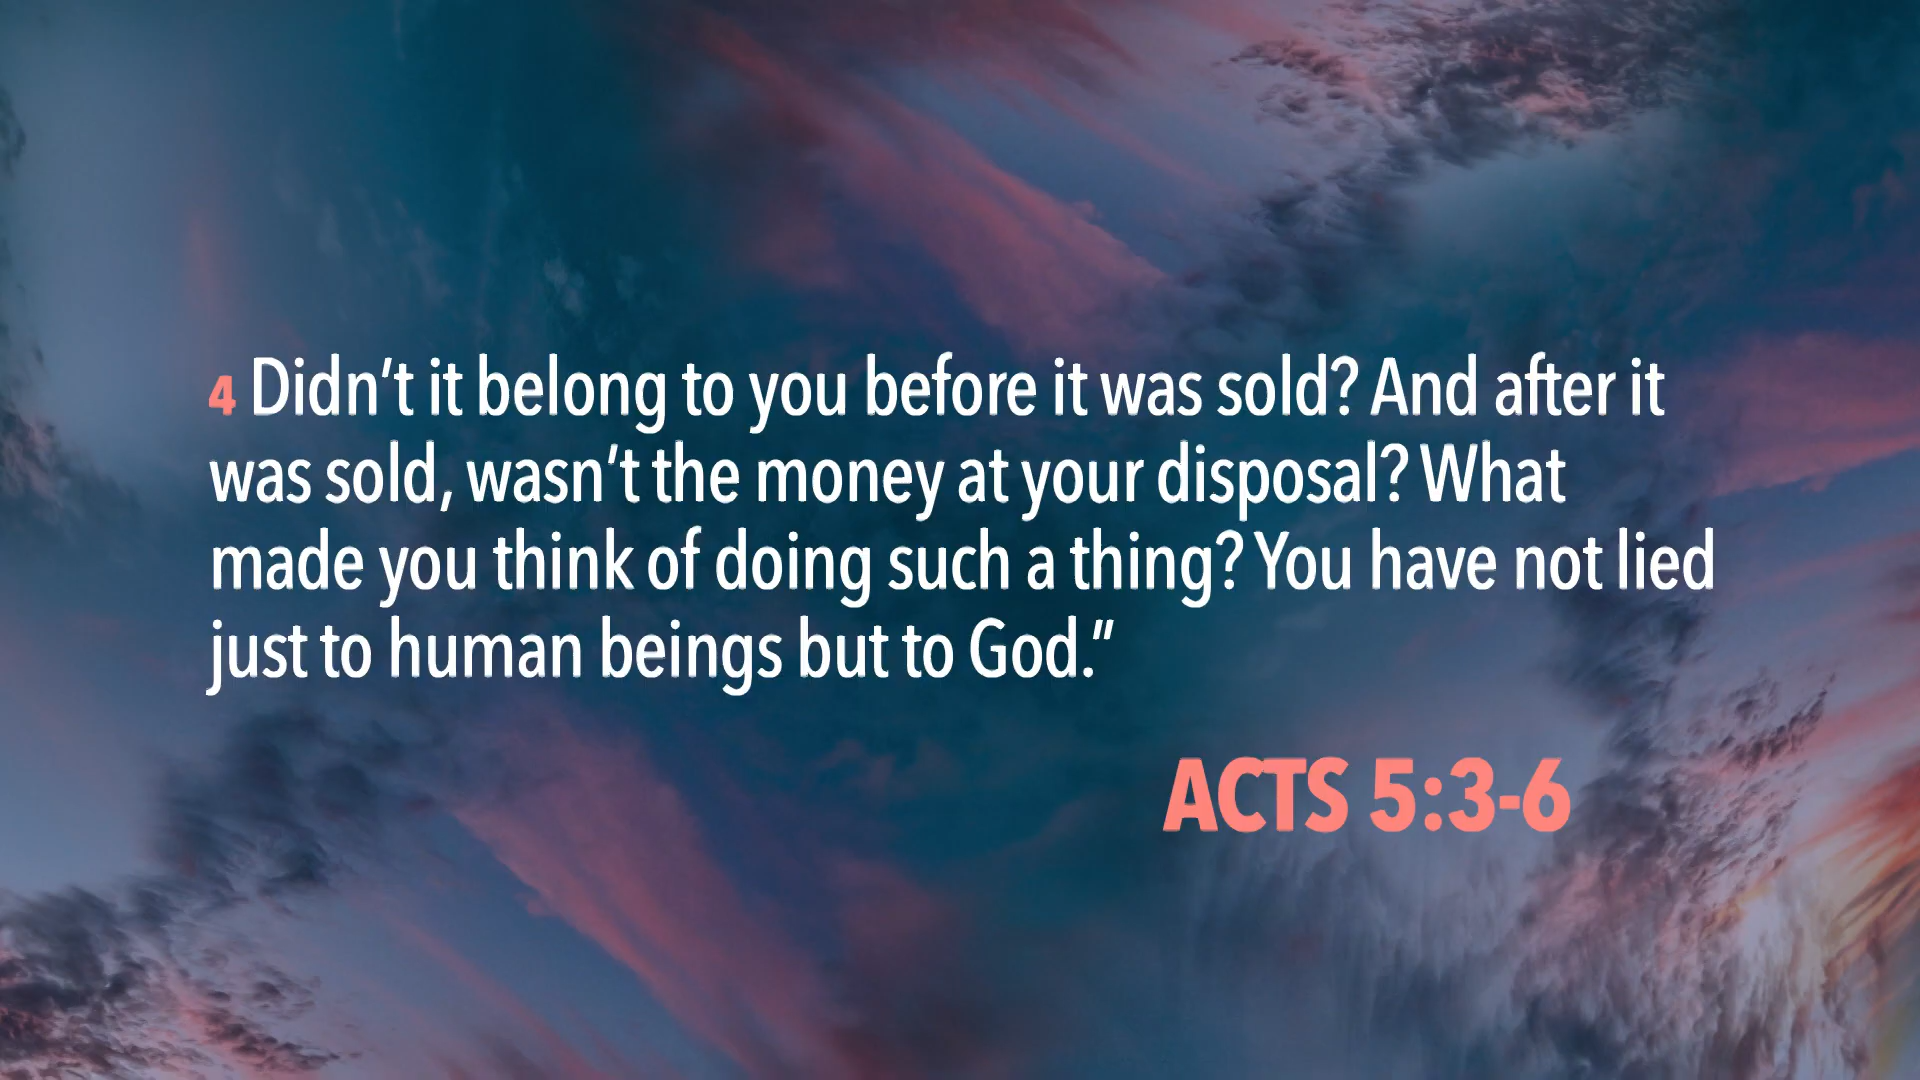 4 Didn’t it belong to you before it was sold? And after it
was sold, wasn’t the money at your disposal? What
made you think of doing such a thing? You have not lied
just to human beings but to God.”
ACTS 5:3-6